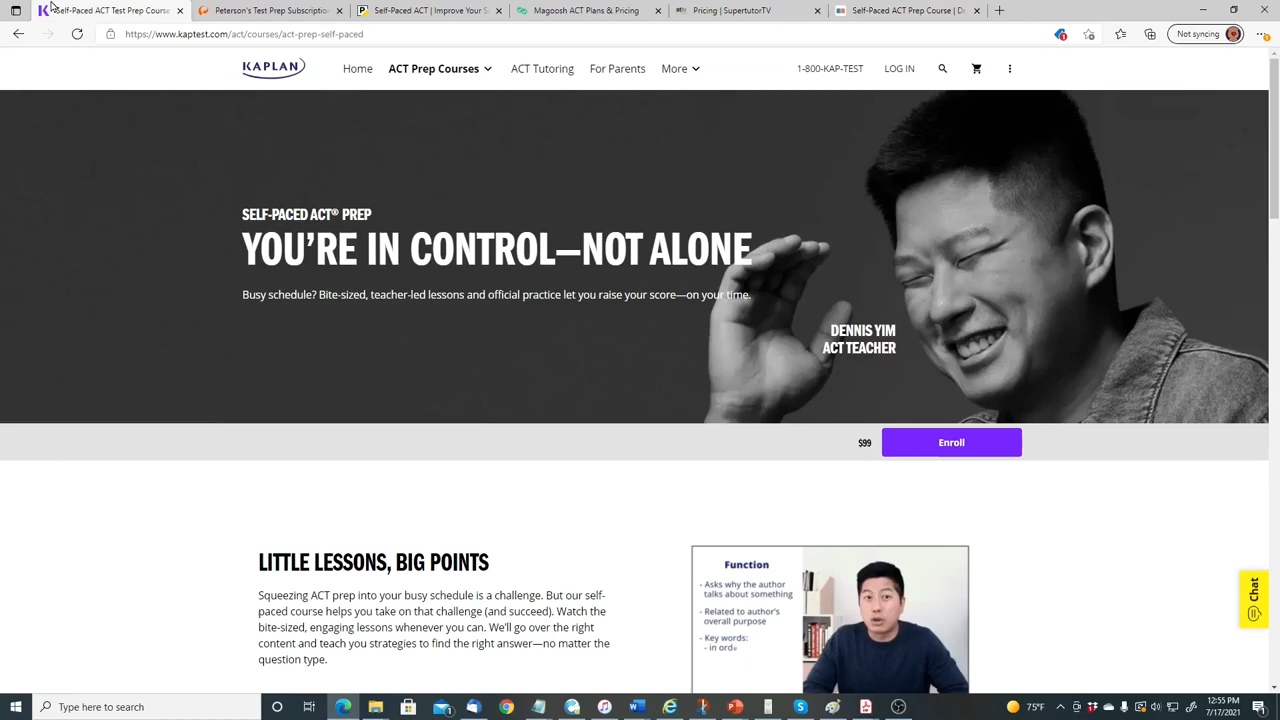 Self-Paced ACT Test Prep Course
Peterson's Test Prep Subscriptio
Self-Paced ACT | Improve Your S
Magoosh ACT Plans & Pricing
Pricing | SupertutorTV
Self-Paced ACT Course | D
https://www.kaptest.com/act/courses/act-prep-self-paced
Not syncing
KAPLAN
Home
ACT Prep Courses
ACT Tutoring
For Parents
More
1-800-KAP-TEST
LOG IN
SELF-PACED ACT® PREP
YOU'RE IN CONTROL—NOT ALONE
Busy schedule? Bite-sized, teacher-led lessons and official practice let you raise your score—on your time.
DENNIS YIM
ACT TEACHER
$99
Enroll
LITTLE LESSONS, BIG POINTS
Squeezing ACT prep into your busy schedule is a challenge. But our self-
paced course helps you take on that challenge (and succeed). Watch the
bite-sized, engaging lessons whenever you can. We'll go over the right
content and teach you strategies to find the right answer—no matter the
question type.
Function
- Asks why the author
talks about something
- Related to author's
overall purpose
- Key words:
- in orde
Chat
Type here to search
75°F
12:55 PM
7/17/2021